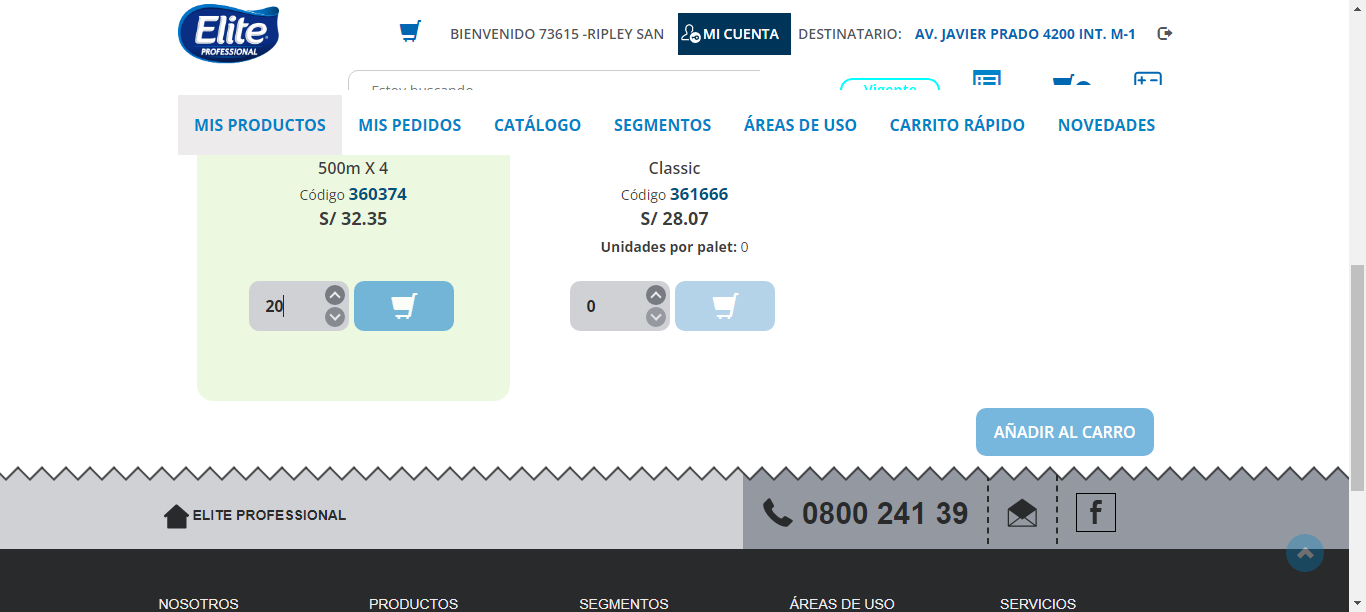 Elite
PROFESSIONAL
BIENVENIDO 73615 -RIPLEY SAN
MI CUENTA
DESTINATARIO: AV. JAVIER PRADO 4200 INT. M-1
Estoy buscando
Vigente
MIS PRODUCTOS
MIS PEDIDOS
CATÁLOGO
SEGMENTOS
ÁREAS DE USO
CARRITO RÁPIDO
NOVEDADES
500m X 4
Código 360374
S/ 32.35
20
Classic
Código 361666
S/ 28.07
Unidades por palet: 0
0
AÑADIR AL CARRO
ELITE PROFESSIONAL
0800 241 39
f
NOSOTROS
PRODUCTOS
SEGMENTOS
ÁREAS DE USO
SERVICIOS